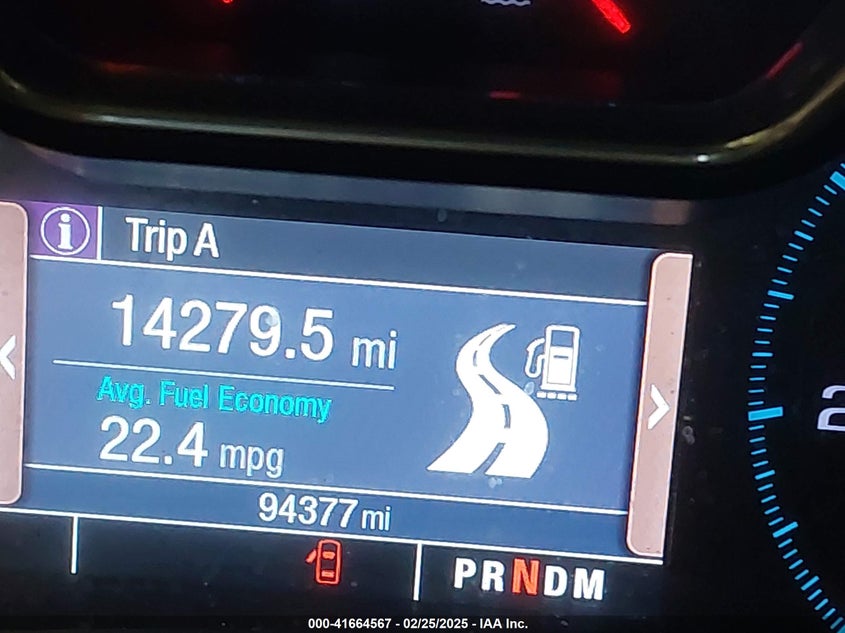 Trip A
14279.5 mi
Avg. Fuel Economy
22.4 mpg
94377 mi
PRNDM
000-41664567 - 02/25/2025 - IAA Inc.